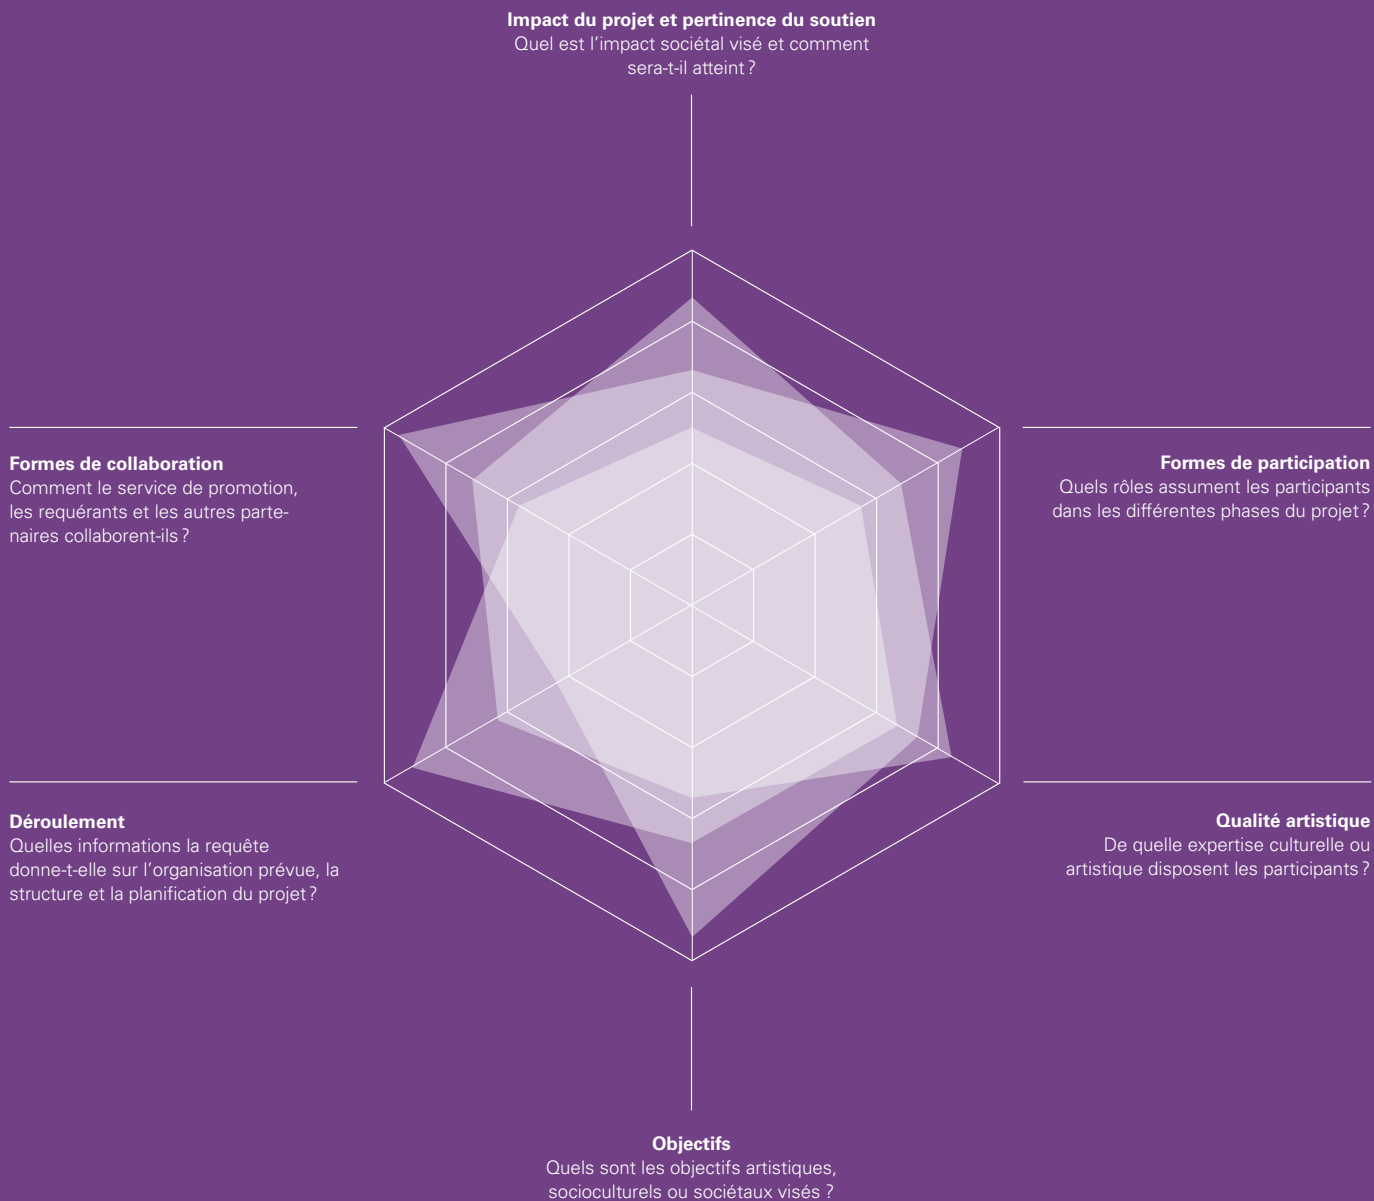 Impact du projet et pertinence du soutien
Quel est l’impact sociétal visé et comment
sera-t-il atteint ?
Formes de collaboration
Comment le service de promotion,
les requérants et les autres parte-
naires collaborent-ils ?
Formes de participation
Quels rôles assument les participants
dans les différentes phases du projet ?
Déroulement
Quelles informations la requête
donne-t-elle sur l’organisation prévue, la
structure et la planification du projet ?
Qualité artistique
De quelle expertise culturelle ou
artistique disposent les participants ?
Objectifs
Quels sont les objectifs artistiques,
socioculturels ou sociétaux visés ?